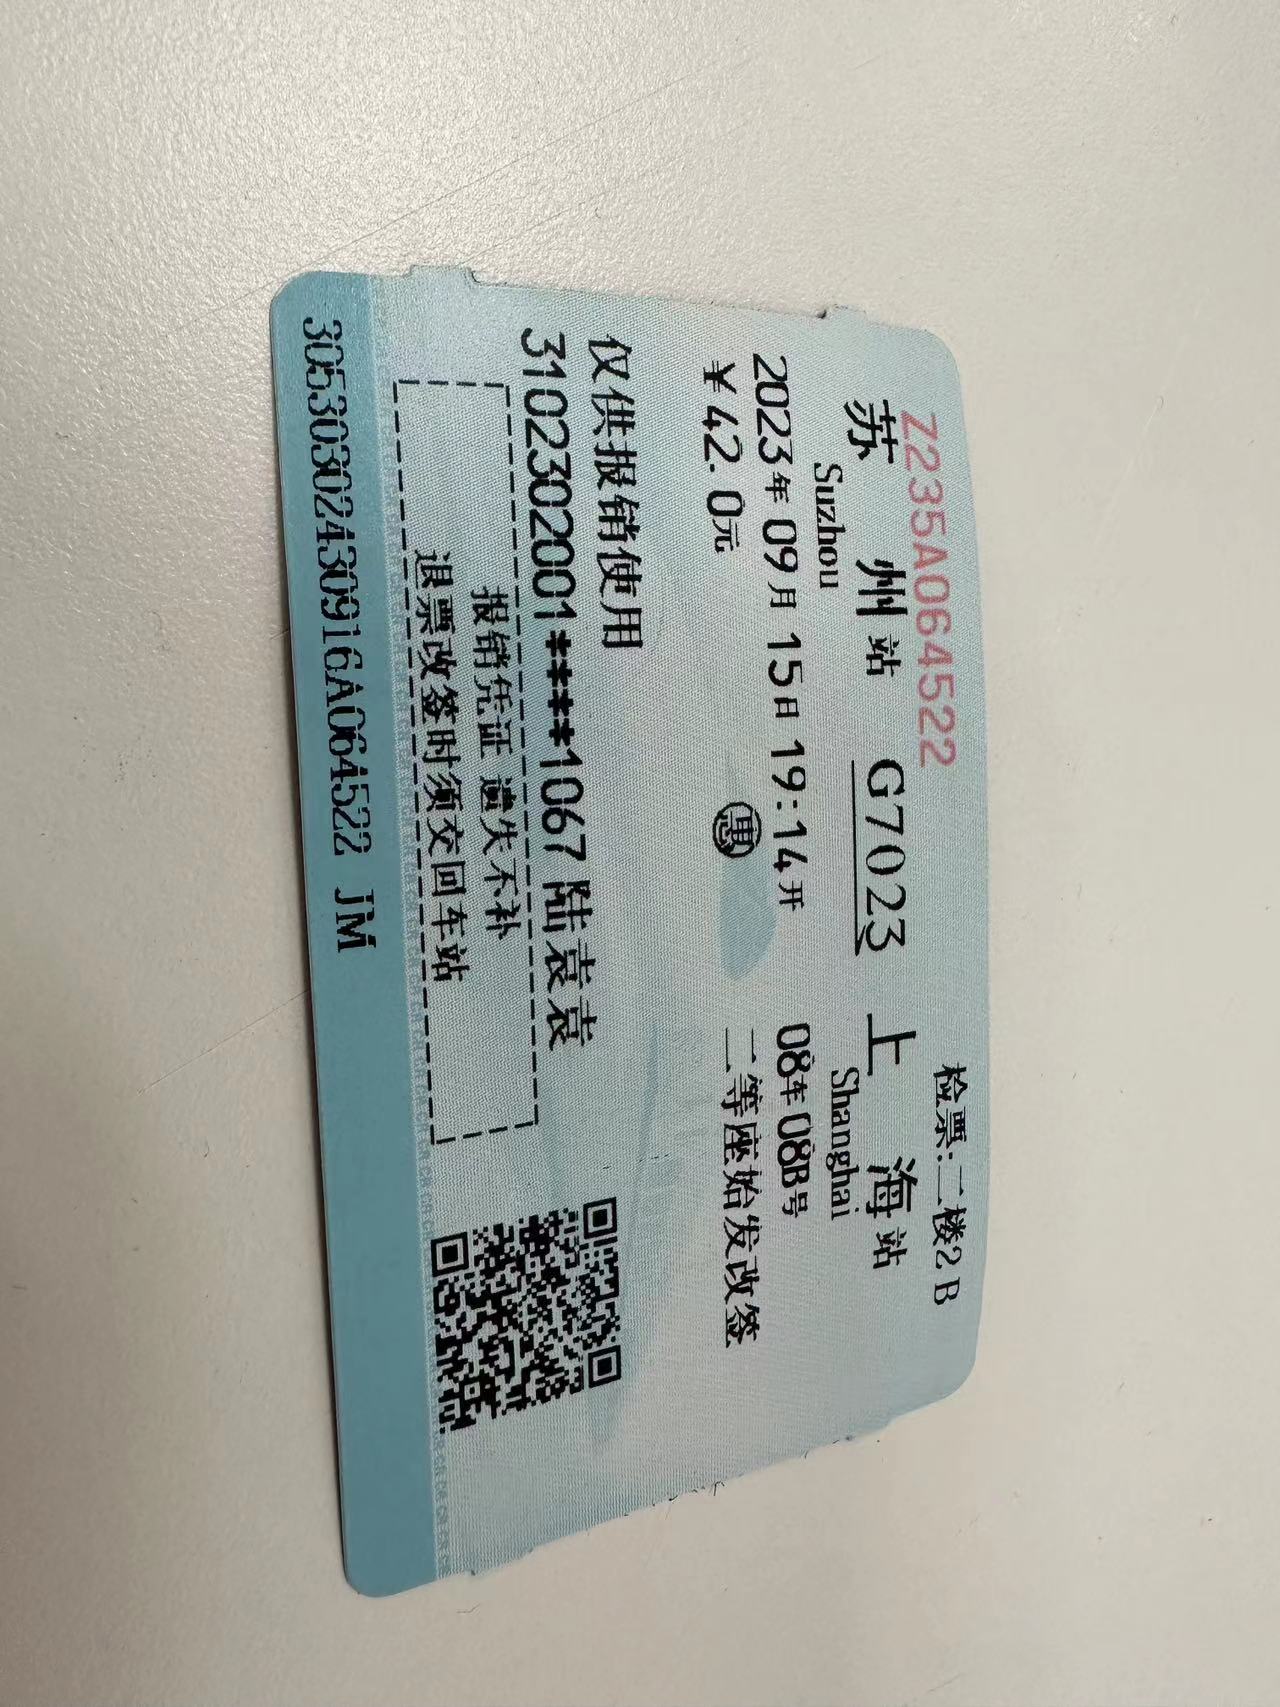 Z235A064522 检票:二楼2B
苏州站 G7023 上海站
Suzhou Shanghai
2023年09月15日19:14开 08车08B号
￥42.0元 惠 二等座始发改签
仅供报销使用
3102302001****1067陆袁袁
报销凭证 遗失不补
退票改签时须交回车站
30530302430916A064522 JM